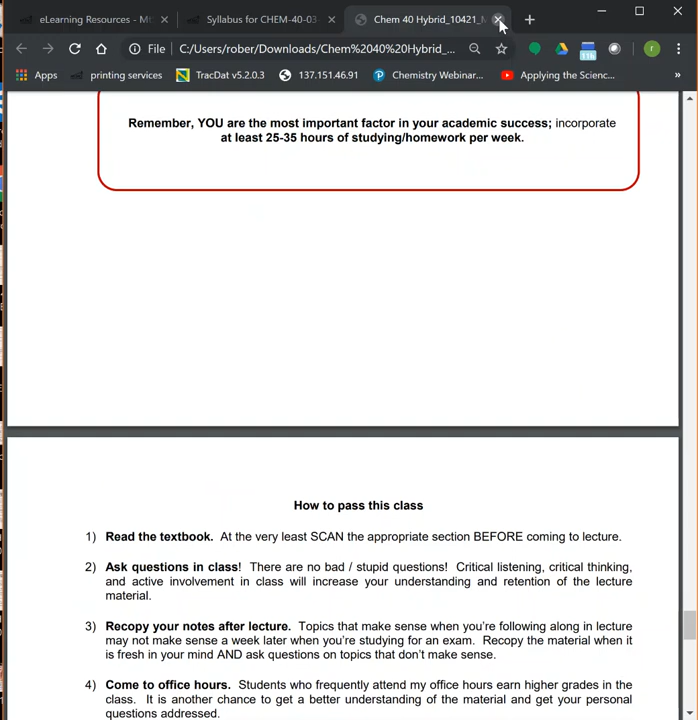 eLearning Resources - Mt
Syllabus for CHEM-40-03
Chem 40 Hybrid_10421_M
File
C:/Users/rober/Downloads/Chem%2040%20Hybrid_...
11h
r
Apps
printing services
TracDat v5.2.0.3
137.151.46.91
Chemistry Webinar...
Applying the Scienc...
»
Remember, YOU are the most important factor in your academic success; incorporate
at least 25-35 hours of studying/homework per week.
How to pass this class
1) Read the textbook. At the very least SCAN the appropriate section BEFORE coming to lecture.
2) Ask questions in class! There are no bad / stupid questions! Critical listening, critical thinking,
and active involvement in class will increase your understanding and retention of the lecture
material.
3) Recopy your notes after lecture. Topics that make sense when you're following along in lecture
may not make sense a week later when you're studying for an exam. Recopy the material when it
is fresh in your mind AND ask questions on topics that don't make sense.
4) Come to office hours. Students who frequently attend my office hours earn higher grades in the
class. It is another chance to get a better understanding of the material and get your personal
questions addressed.